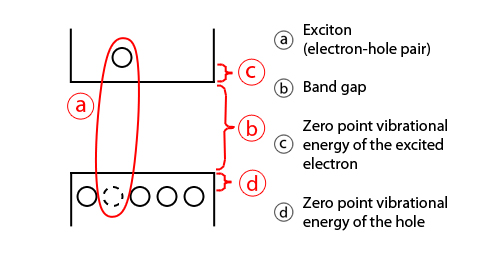 a
b
c
d
a Exciton
(electron-hole pair)
b Band gap
c Zero point vibrational
energy of the excited
electron
d Zero point vibrational
energy of the hole